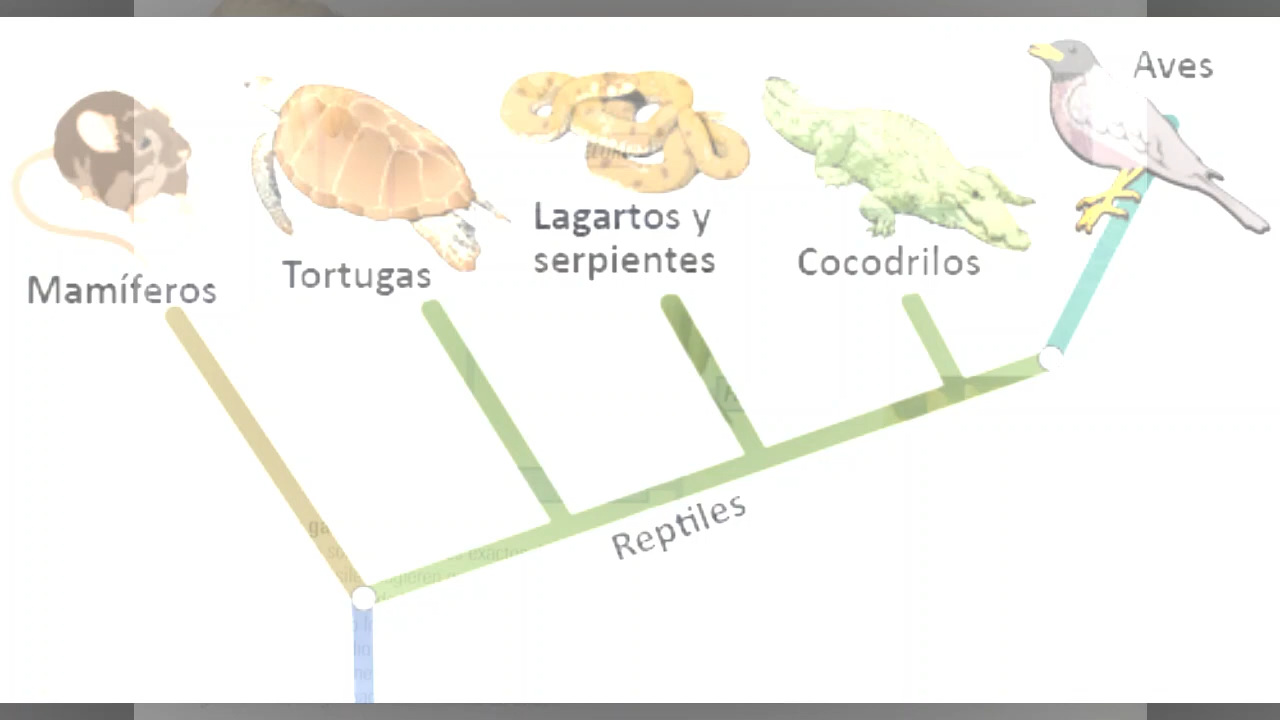 Aves
Lagartos y
serpientes
Cocodrilos
Tortugas
Mamíferos
Reptiles